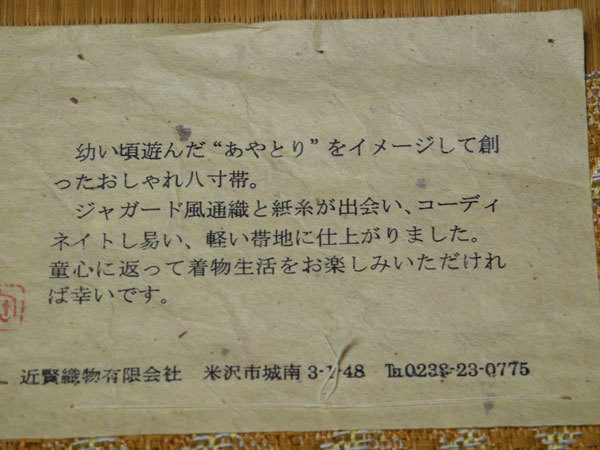 幼い頃遊んだ“あやとり”をイメージして創
ったおしゃれ八寸帯。
ジャガード風通織と紙糸が出会い、コーディ
ネイトし易い、軽い帯地に仕上がりました。
童心に返って着物生活をお楽しみいただけれ
ば幸いです。
近賢織物有限会社 米沢市城南3-1-48 ℡0238-23-0775